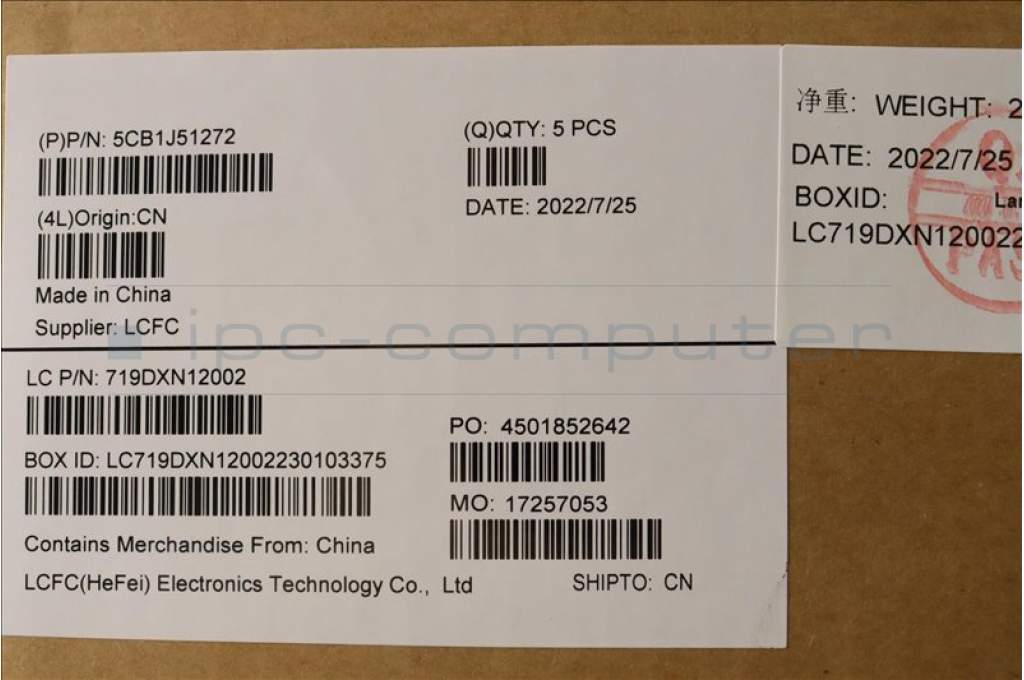 (P)P/N: 5CB1J51272
(Q)QTY: 5 PCS
DATE: 2022/7/25
(4L)Origin:CN
Made in China
Supplier: LCFC
LC P/N: 719DXN12002
BOX ID: LC719DXN12002230103375
PO: 4501852642
MO: 17257053
Contains Merchandise From: China
LCFC(HeFei) Electronics Technology Co., Ltd
SHIPTO: CN
净重: WEIGHT: 2
DATE: 2022/7/25
BOXID:
LC719DXN120022
ipc-computer